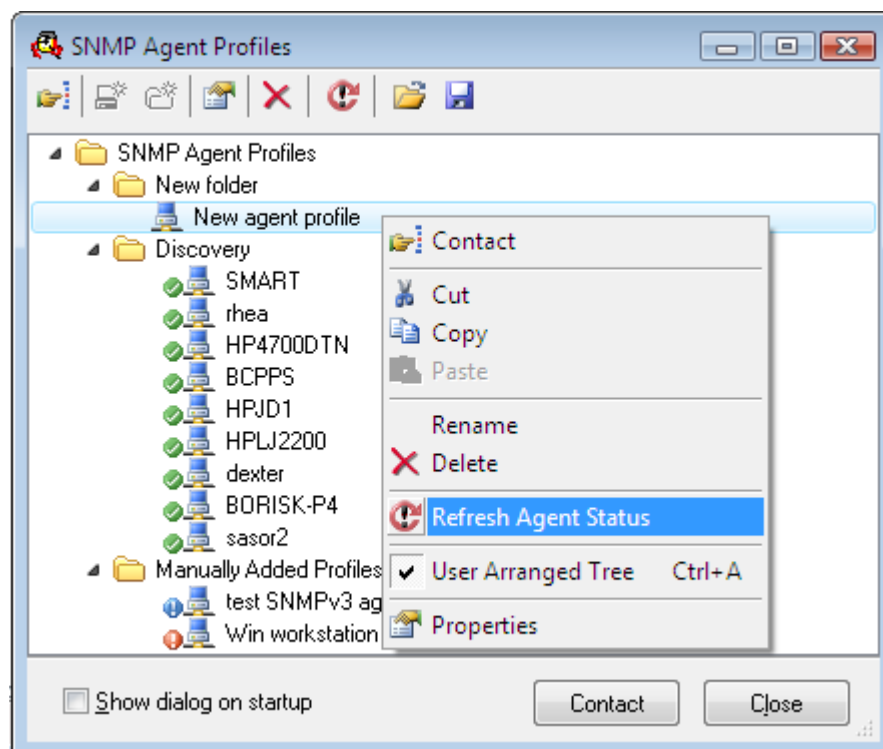 SNMP Agent Profiles
SNMP Agent Profiles
New folder
New agent profile
Contact
Discovery
SMART
Cut
rhea
Copy
HP4700DTN
Paste
BCPPS
HPJD1
Rename
HPLJ2200
Delete
dexter
BORISK-P4
Refresh Agent Status
sasor2
Manually Added Profiles
User Arranged Tree Ctrl+A
test SNMPv3 ag
Win workstation
Properties
Show dialog on startup
Contact
Close